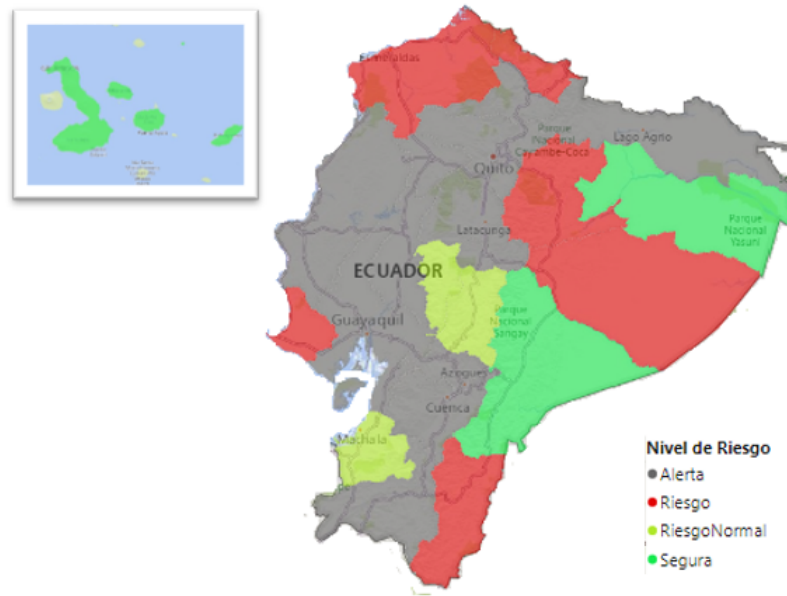 Esmeraldas
Parque
Nacional
Cayambe-Coca
Lago Agrio
Quito
Parque
Nacional
Yasuní
Latacunga
ECUADOR
Parque
Nacional
Sangay
Guayaquil
Azogues
Cuenca
Machala
Nivel de Riesgo
Alerta
Riesgo
RiesgoNormal
Segura